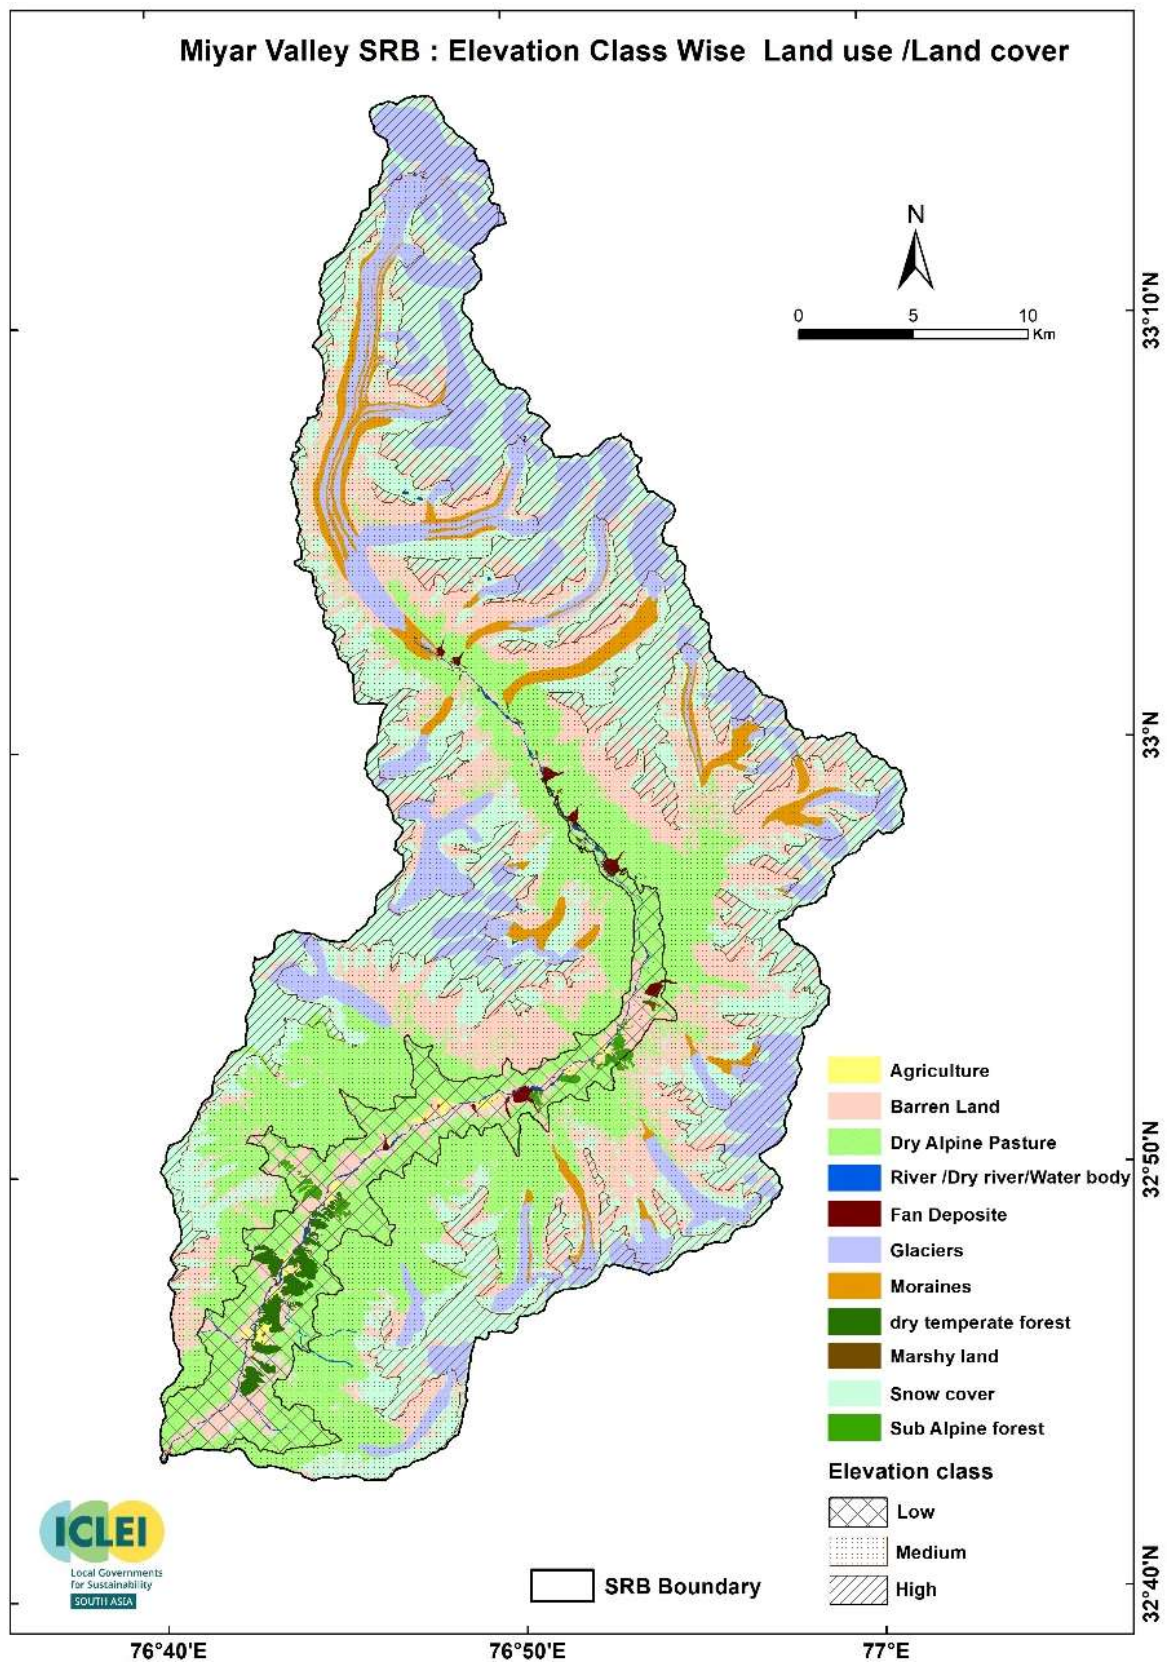 Miyar Valley SRB : Elevation Class Wise Land use /Land cover
N
0 5 10
Km
33°10'N
33°N
32°50'N
32°40'N
Agriculture
Barren Land
Dry Alpine Pasture
River /Dry river/Water body
Fan Deposite
Glaciers
Moraines
dry temperate forest
Marshy land
Snow cover
Sub Alpine forest
Elevation class
Low
Medium
High
ICLEI
Local Governments
for Sustainability
SOUTH ASIA
SRB Boundary
76°40'E 76°50'E 77°E